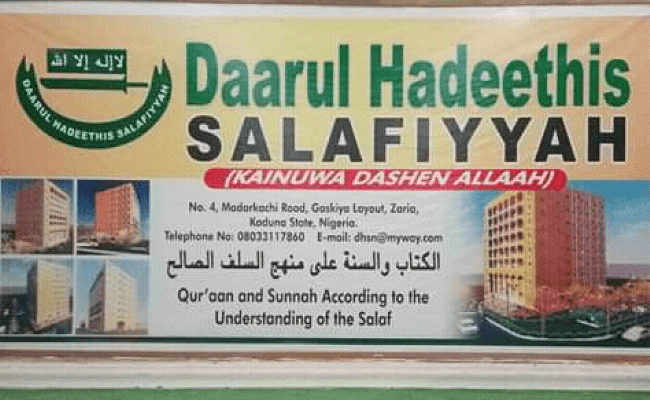 لا إله إلا الله
DAARUL HADEETHIS SALAFIYYAH
Daarul Hadeethis
SALAFIYYAH
(KAINUWA DASHEN ALLAAH)
No. 4, Madarkachi Road, Gaskiya Layout, Zaria,
Kaduna State, Nigeria.
Telephone No: 08033117860 E-mail: dhsn@myway.com
الكتاب والسنة على منهج السلف الصالح
Qur'aan and Sunnah According to the
Understanding of the Salaf